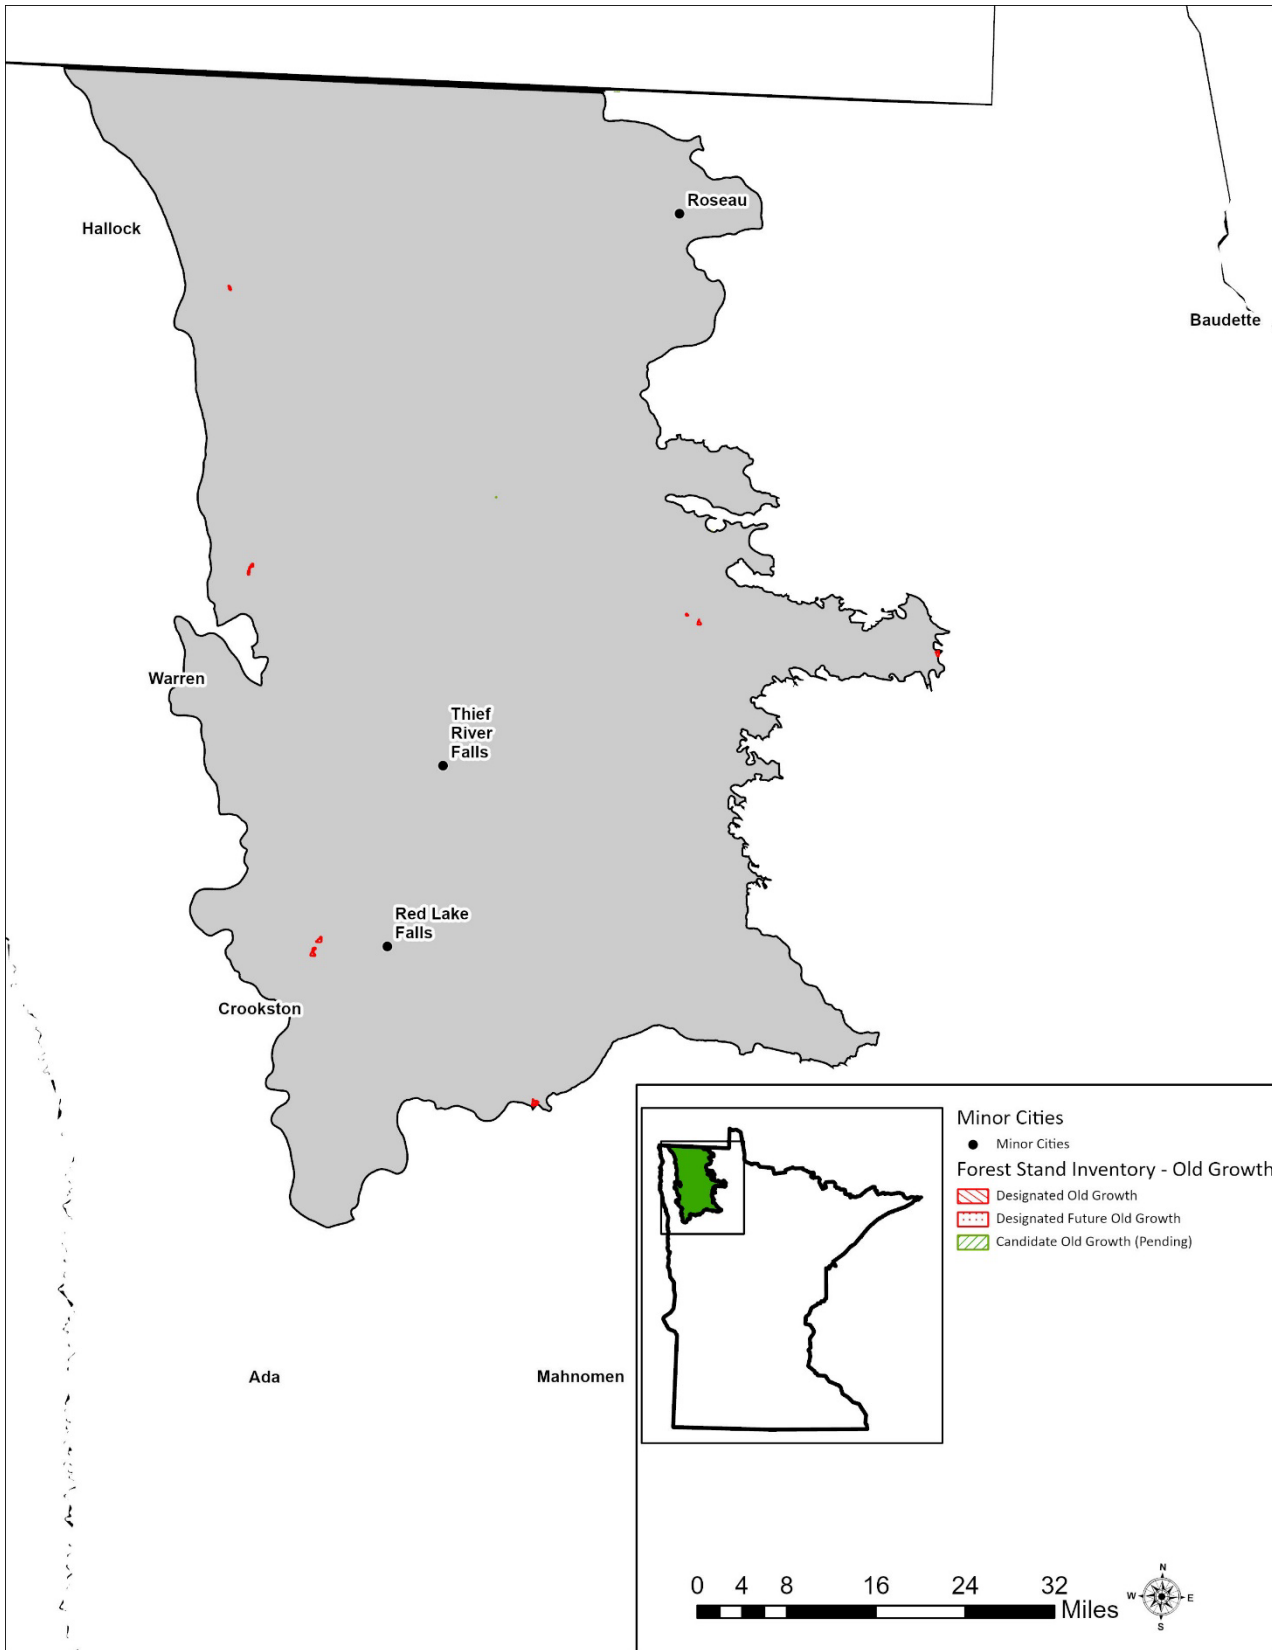 Roseau
Hallock
Baudette
Warren
Thief
River
Falls
Red Lake
Falls
Crookston
Ada
Mahnomen
Minor Cities
Minor Cities
Forest Stand Inventory - Old Growth
Designated Old Growth
Designated Future Old Growth
Candidate Old Growth (Pending)
0 4 8 16 24 32
Miles
N
W E
S